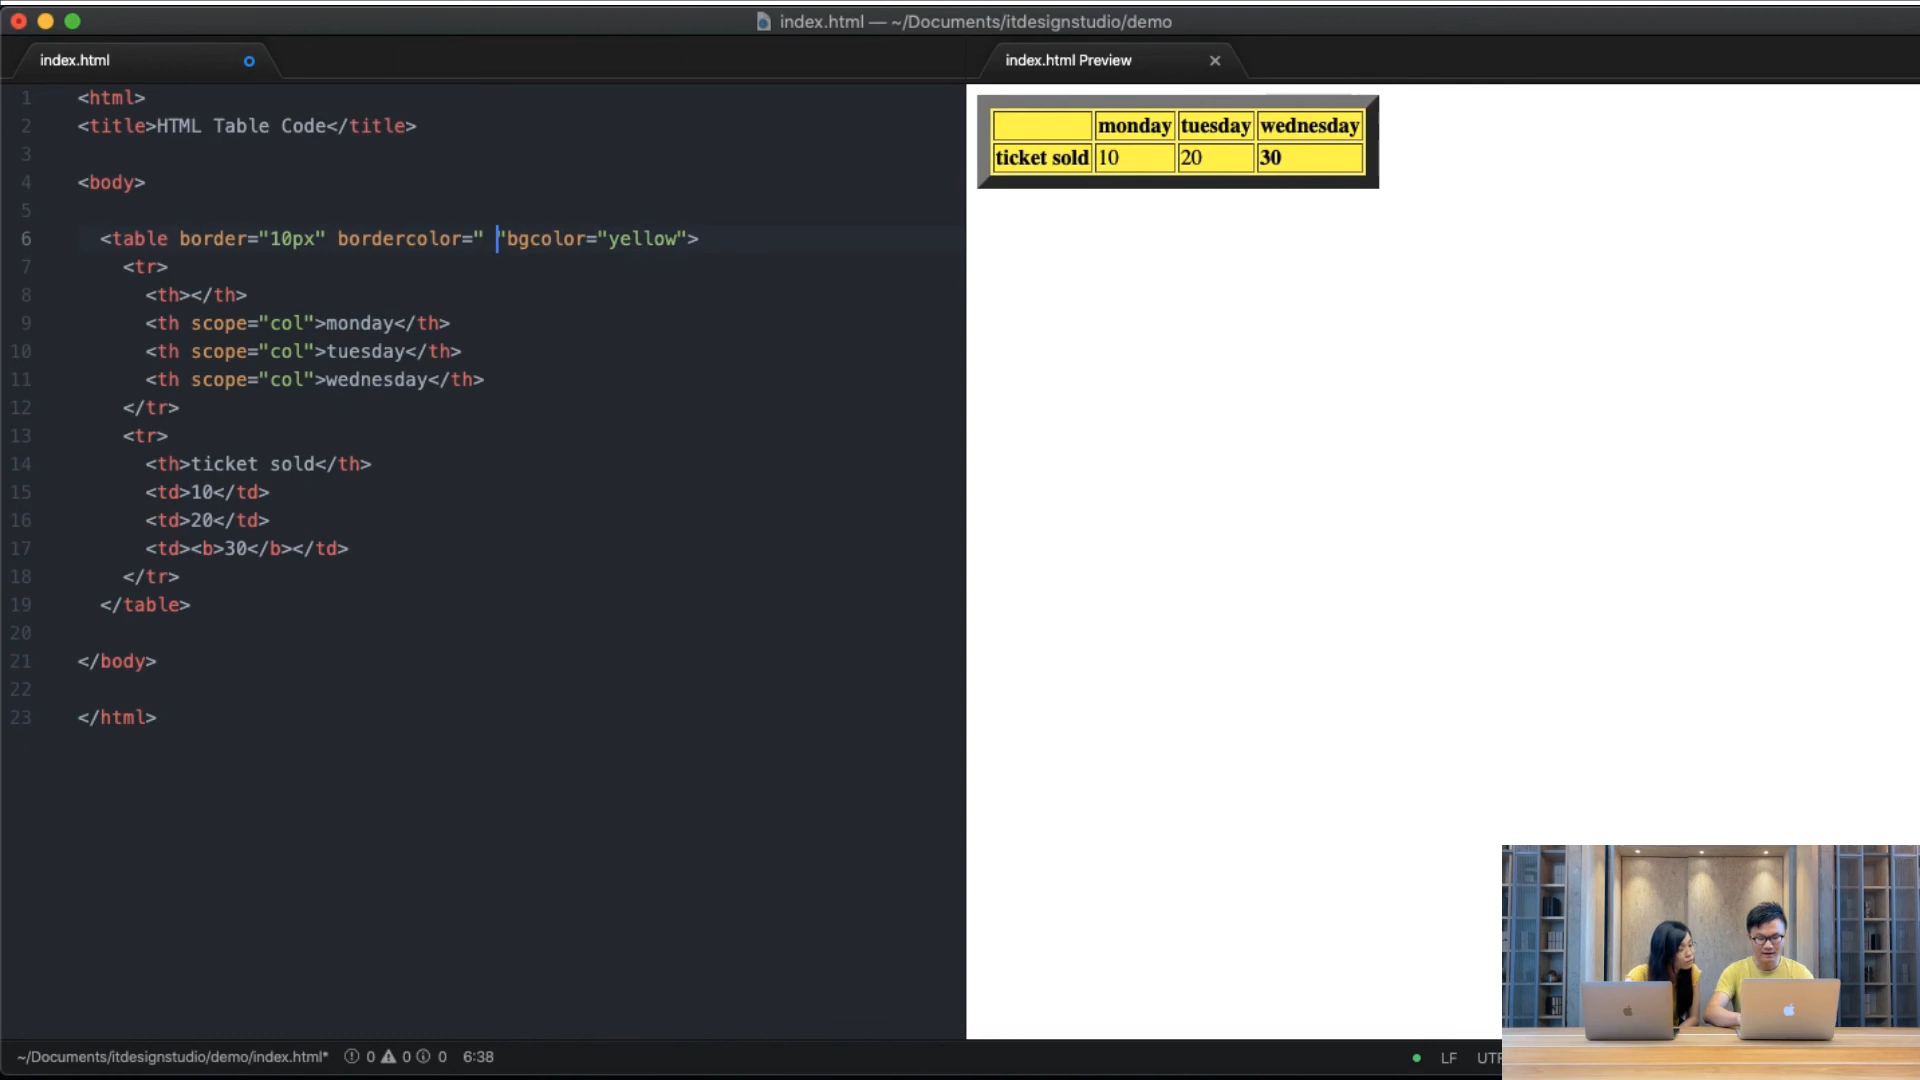 index.html — ~/Documents/itdesignstudio/demo
index.html
index.html Preview
1 <html>
2 <title>HTML Table Code</title>
3
4 <body>
5
6 <table border="10px" bordercolor=" "bgcolor="yellow">
7 <tr>
8 <th></th>
9 <th scope="col">monday</th>
10 <th scope="col">tuesday</th>
11 <th scope="col">wednesday</th>
12 </tr>
13 <tr>
14 <th>ticket sold</th>
15 <td>10</td>
16 <td>20</td>
17 <td><b>30</b></td>
18 </tr>
19 </table>
20
21 </body>
22
23 </html>
monday tuesday wednesday
ticket sold 10 20 30
~/Documents/itdesignstudio/demo/index.html* 0 0 0 6:38
LF UTF